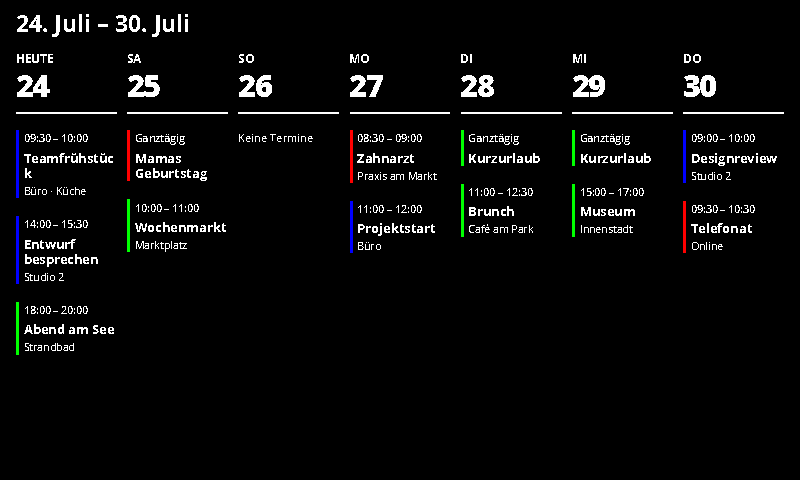 24. Juli – 30. Juli
HEUTE
24
09:30 – 10:00
Teamfrühstüc
k
Büro · Küche
14:00 – 15:30
Entwurf
besprechen
Studio 2
18:00 – 20:00
Abend am See
Strandbad
SA
25
Ganztägig
Mamas
Geburtstag
10:00 – 11:00
Wochenmarkt
Marktplatz
SO
26
Keine Termine
MO
27
08:30 – 09:00
Zahnarzt
Praxis am Markt
11:00 – 12:00
Projektstart
Büro
DI
28
Ganztägig
Kurzurlaub
11:00 – 12:30
Brunch
Café am Park
MI
29
Ganztägig
Kurzurlaub
15:00 – 17:00
Museum
Innenstadt
DO
30
09:00 – 10:00
Designreview
Studio 2
09:30 – 10:30
Telefonat
Online